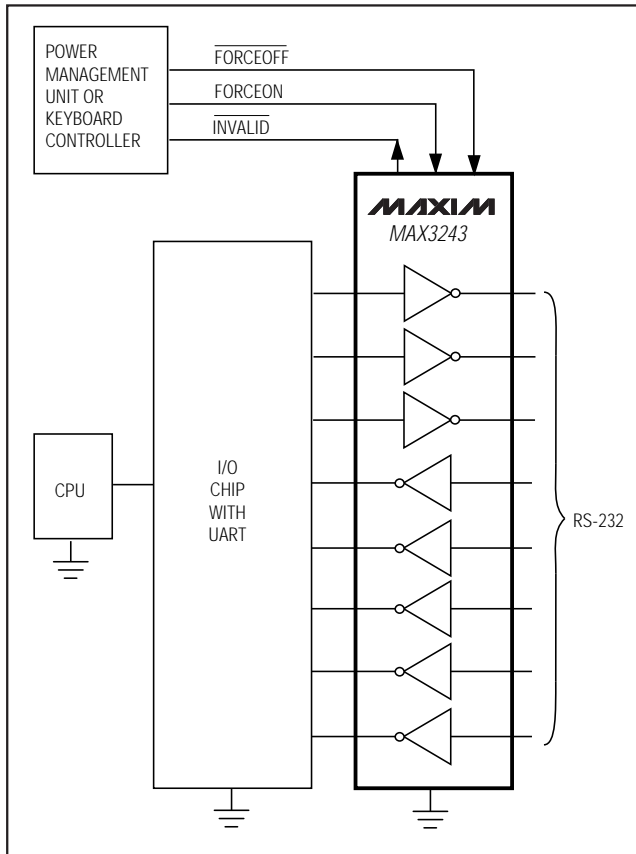 POWER
MANAGEMENT
UNIT OR
KEYBOARD
CONTROLLER
FORCEOFF
FORCEON
INVALID
MAXIM
MAX3243
CPU
I/O
CHIP
WITH
UART
RS-232